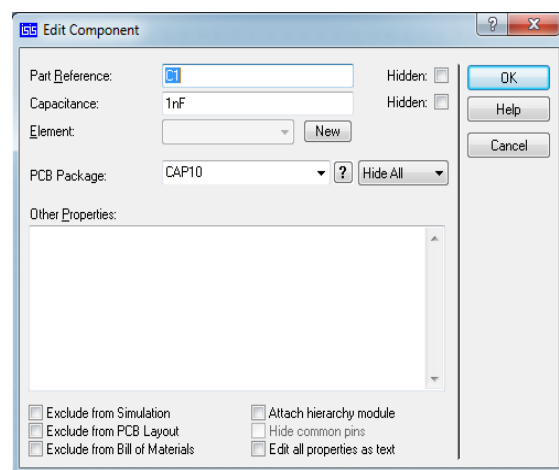 isis Edit Component
?
Part Reference: C1 Hidden: OK
Capacitance: 1nF Hidden: Help
Element: New Cancel
PCB Package: CAP10 ? Hide All
Other Properties:
Exclude from Simulation Attach hierarchy module
Exclude from PCB Layout Hide common pins
Exclude from Bill of Materials Edit all properties as text